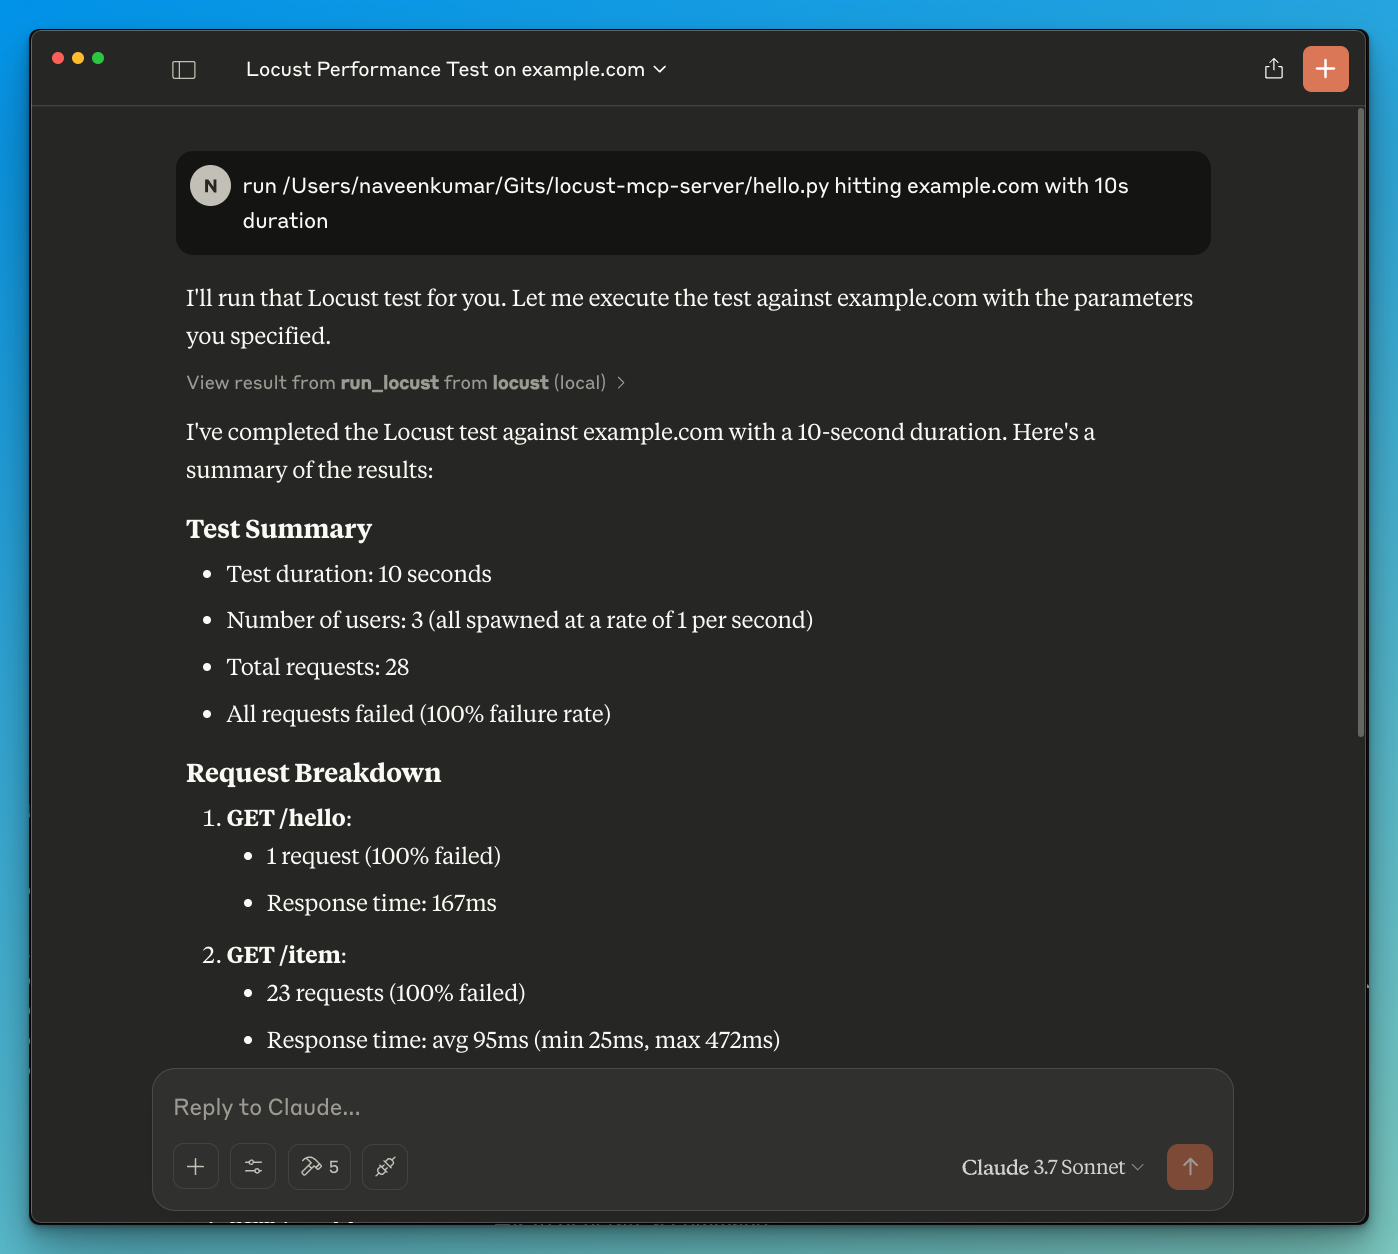 Locust Performance Test on example.com
N
run /Users/naveenkumar/Gits/locust-mcp-server/hello.py hitting example.com with 10s
duration
I'll run that Locust test for you. Let me execute the test against example.com with the parameters
you specified.
View result from run_locust from locust (local)
I've completed the Locust test against example.com with a 10-second duration. Here's a
summary of the results:
Test Summary
• Test duration: 10 seconds
• Number of users: 3 (all spawned at a rate of 1 per second)
• Total requests: 28
• All requests failed (100% failure rate)
Request Breakdown
1. GET /hello:
• 1 request (100% failed)
• Response time: 167ms
2. GET /item:
• 23 requests (100% failed)
• Response time: avg 95ms (min 25ms, max 472ms)
Reply to Claude...
5
Claude 3.7 Sonnet